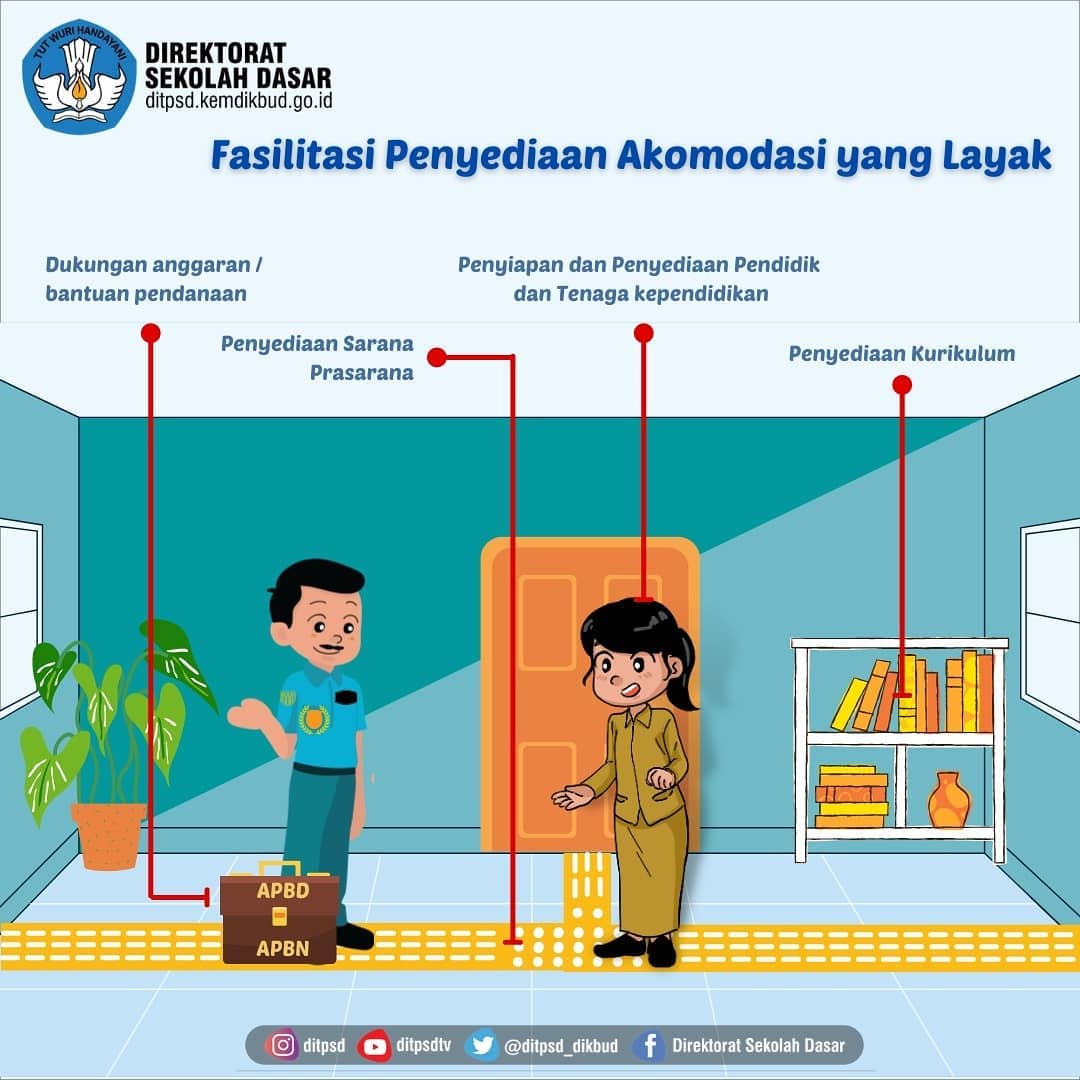 TUT WURI HANDAYANI
DIREKTORAT
SEKOLAH DASAR
ditpsd.kemdikbud.go.id
Fasilitasi Penyediaan Akomodasi yang Layak
Dukungan anggaran /
bantuan pendanaan
Penyiapan dan Penyediaan Pendidik
dan Tenaga kependidikan
Penyediaan Sarana
Prasarana
Penyediaan Kurikulum
APBD
APBN
ditpsd
ditpsdtv
@ditpsd_dikbud
Direktorat Sekolah Dasar